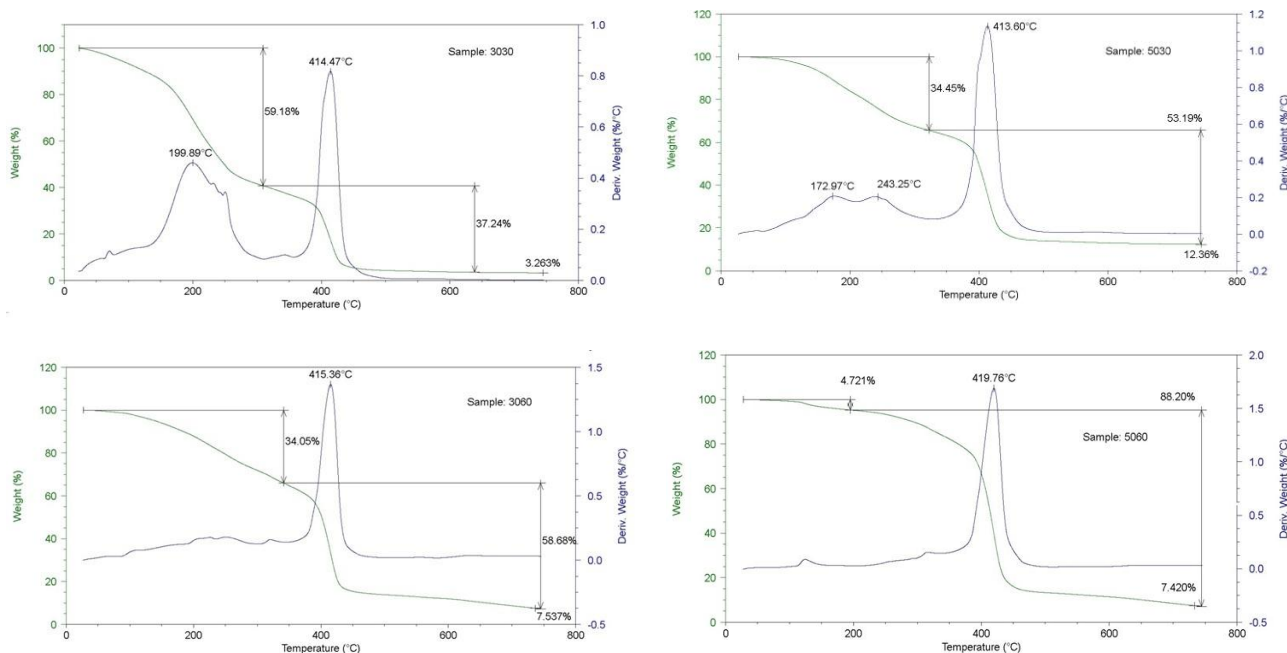 Sample: 3030
414.47°C
59.18%
199.89°C
37.24%
3.263%
Weight (%)
Deriv. Weight (%/°C)
0
20
40
60
80
100
0.0
0.2
0.4
0.6
0.8
1.0
0 200 400 600 800
Temperature (°C)
Sample: 5030
413.60°C
34.45%
53.19%
172.97°C
243.25°C
12.36%
Weight (%)
Deriv. Weight (%/°C)
0
20
40
60
80
100
120
-0.2
0.0
0.2
0.4
0.6
0.8
1.0
1.2
0 200 400 600 800
Temperature (°C)
Sample: 3060
415.36°C
34.05%
58.68%
7.537%
Weight (%)
Deriv. Weight (%/°C)
0
20
40
60
80
100
120
-0.5
0.0
0.5
1.0
1.5
0 200 400 600 800
Temperature (°C)
4.721%
419.76°C
88.20%
Sample: 5060
7.420%
Weight (%)
Deriv. Weight (%/°C)
0
20
40
60
80
100
120
-0.5
0.0
0.5
1.0
1.5
2.0
0 200 400 600 800
Temperature (°C)